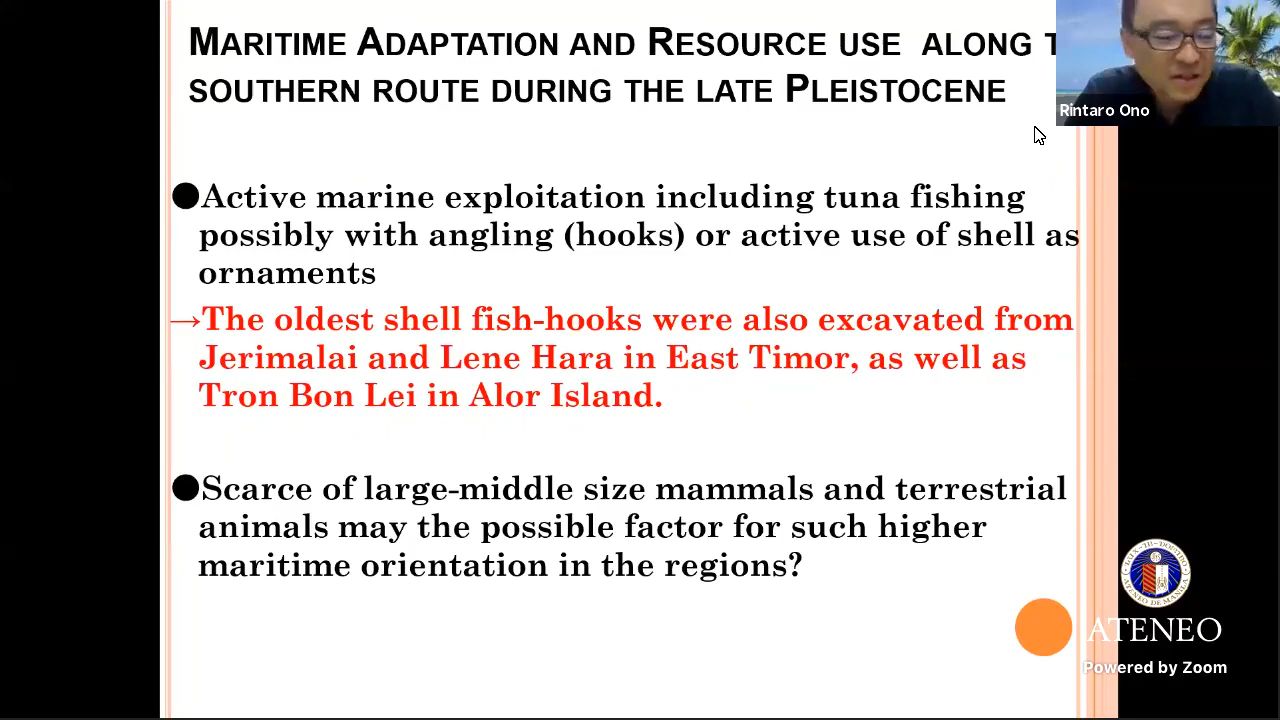 MARITIME ADAPTATION AND RESOURCE USE ALONG T
SOUTHERN ROUTE DURING THE LATE PLEISTOCENE
Rintaro Ono
●Active marine exploitation including tuna fishing
possibly with angling (hooks) or active use of shell as
ornaments
→The oldest shell fish-hooks were also excavated from
Jerimalai and Lene Hara in East Timor, as well as
Tron Bon Lei in Alor Island.
●Scarce of large-middle size mammals and terrestrial
animals may the possible factor for such higher
maritime orientation in the regions?
ATENEO
Powered by Zoom